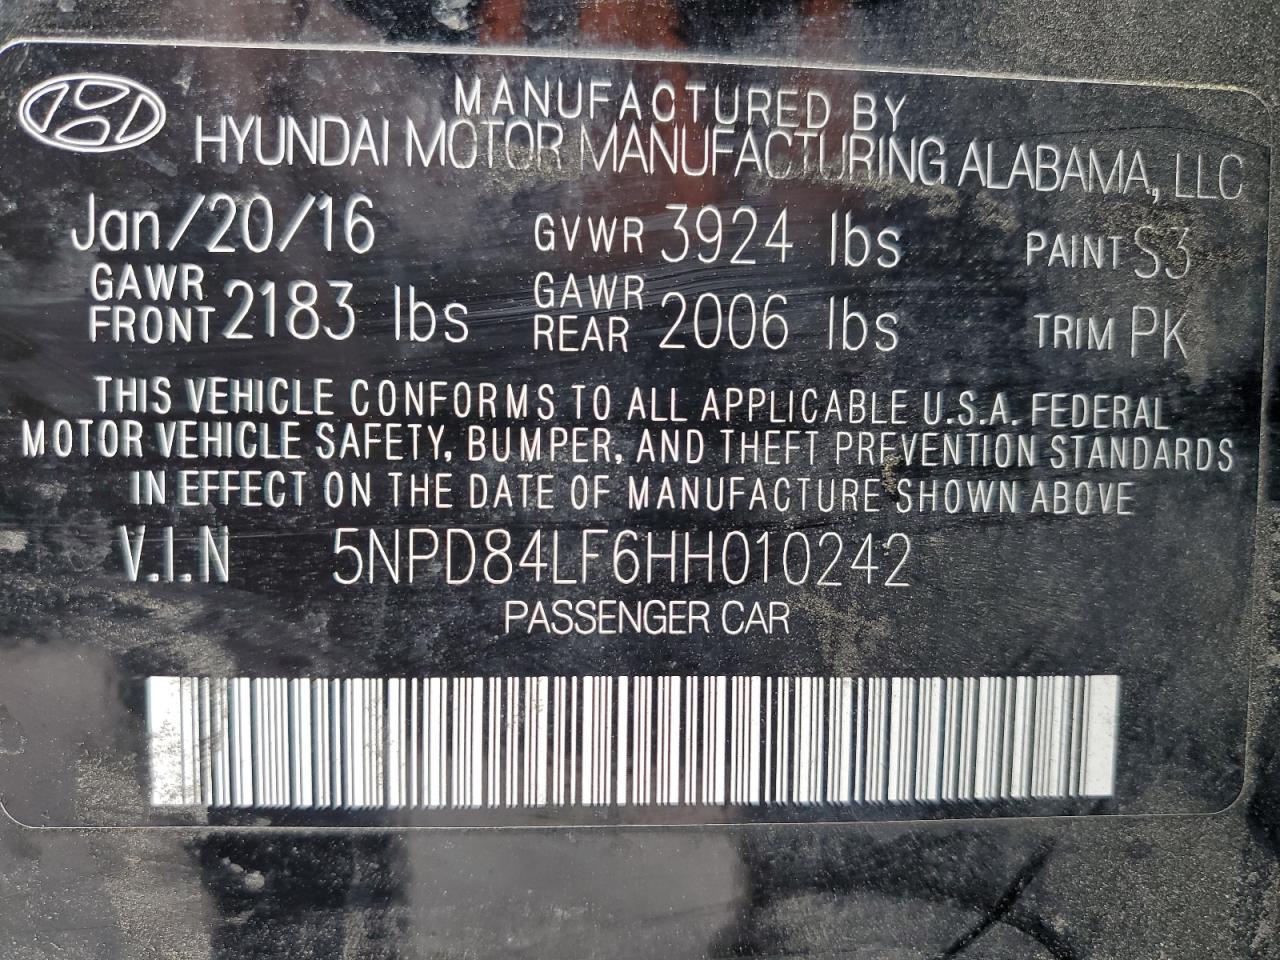 MANUFACTURED BY
HYUNDAI MOTOR MANUFACTURING ALABAMA, LLC
Jan/20/16 GVWR 3924 lbs PAINT S3
GAWR FRONT 2183 lbs GAWR REAR 2006 lbs TRIM PK
THIS VEHICLE CONFORMS TO ALL APPLICABLE U.S.A. FEDERAL
MOTOR VEHICLE SAFETY, BUMPER, AND THEFT PREVENTION STANDARDS
IN EFFECT ON THE DATE OF MANUFACTURE SHOWN ABOVE
V.I.N 5NPD84LF6HH010242
PASSENGER CAR